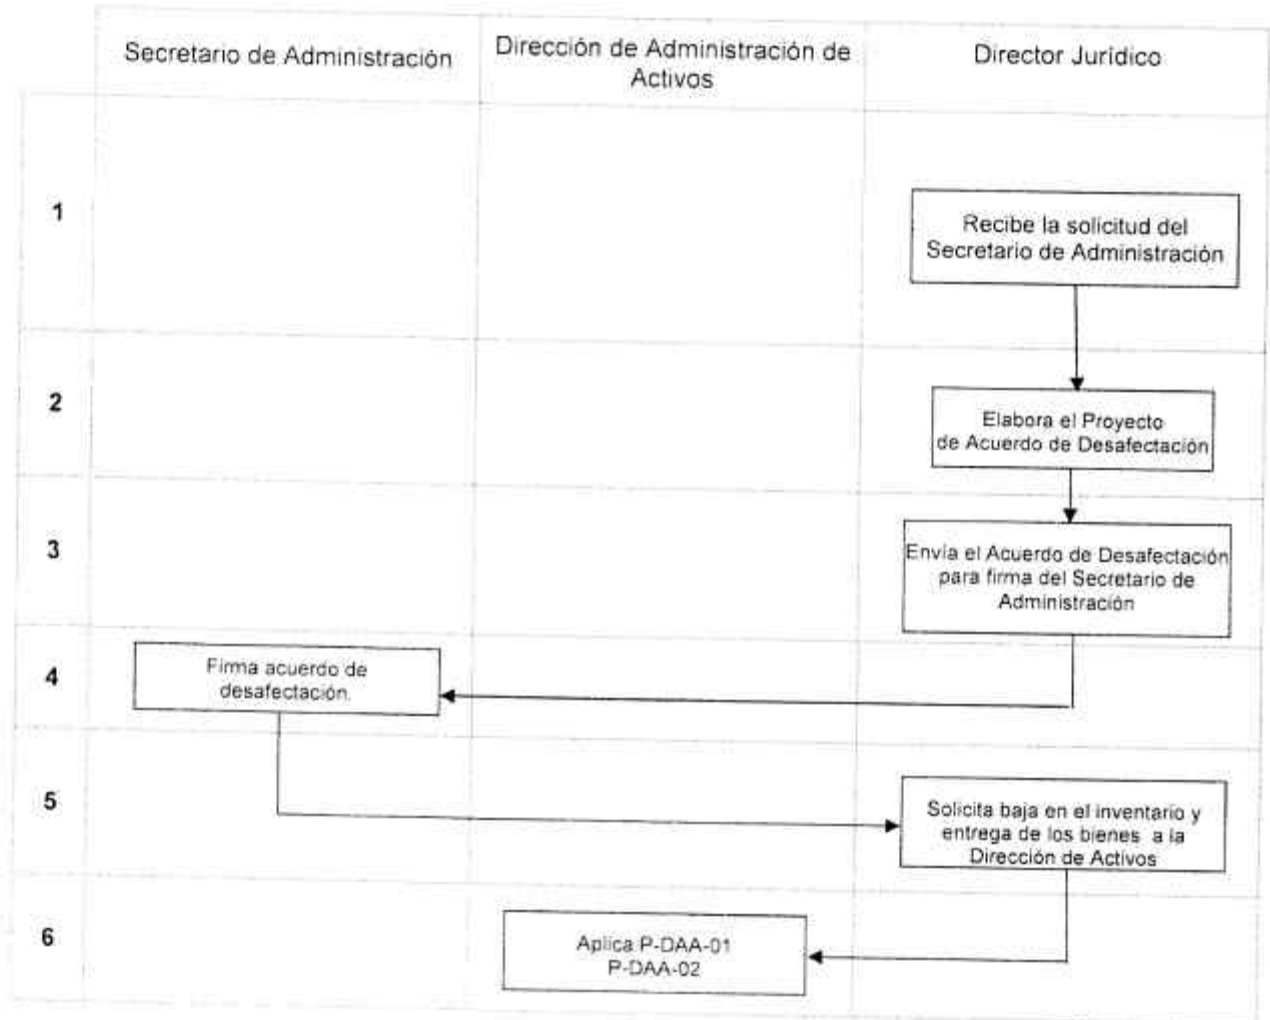 Secretario de Administración
Dirección de Administración de
Activos
Director Jurídico
1
Recibe la solicitud del
Secretario de Administración
2
Elabora el Proyecto
de Acuerdo de Desafectación
3
Envía el Acuerdo de Desafectación
para firma del Secretario de
Administración
4
Firma acuerdo de
desafectación.
5
Solicita baja en el inventario y
entrega de los bienes a la
Dirección de Activos
6
Aplica P-DAA-01
P-DAA-02